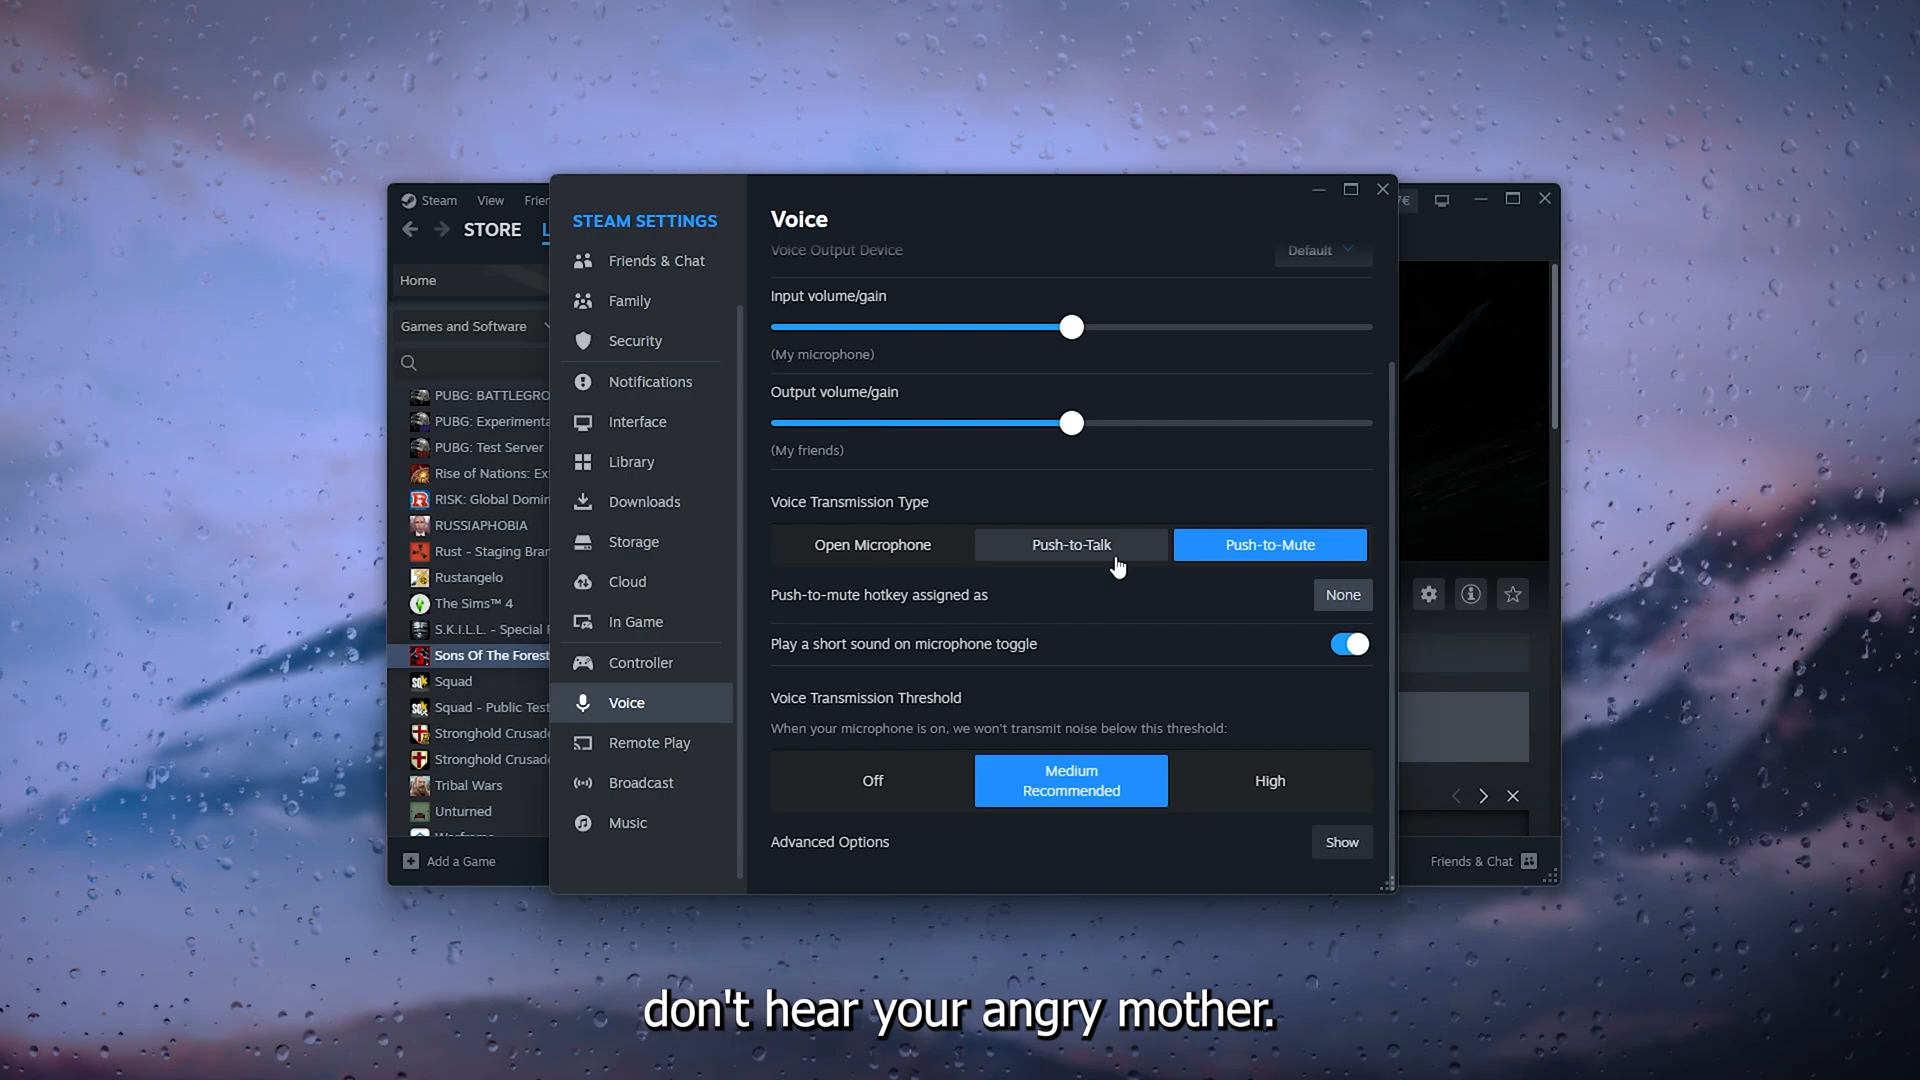 Steam View Frier
STORE L
Home
Games and Software
PUBG: BATTLEGRO
PUBG: Experimenta
PUBG: Test Server
Rise of Nations: Ex
RISK: Global Domin
RUSSIAPHOBIA
Rust - Staging Bran
Rustangelo
The Sims™ 4
S.K.I.L.L. - Special F
Sons Of The Forest
Squad
Squad - Public Test
Stronghold Crusade
Stronghold Crusade
Tribal Wars
Unturned
Add a Game
STEAM SETTINGS
Friends & Chat
Family
Security
Notifications
Interface
Library
Downloads
Storage
Cloud
In Game
Controller
Voice
Remote Play
Broadcast
Music
Voice
Voice Output Device Default
Input volume/gain
(My microphone)
Output volume/gain
(My friends)
Voice Transmission Type
Open Microphone Push-to-Talk Push-to-Mute
Push-to-mute hotkey assigned as None
Play a short sound on microphone toggle
Voice Transmission Threshold
When your microphone is on, we won't transmit noise below this threshold:
Off Medium High
Recommended
Advanced Options Show
Friends & Chat
don't hear your angry mother.